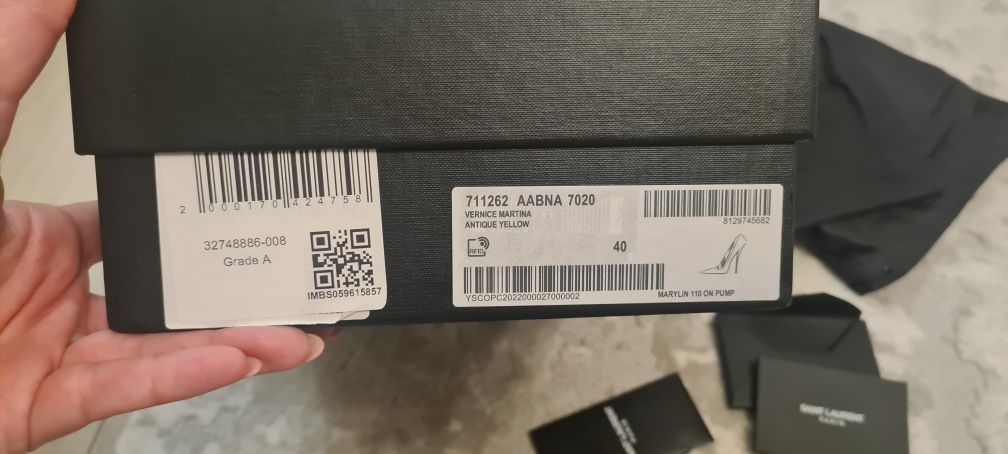 2 000170 424758
32748886-008
Grade A
IMBS059615857
711262 AABNA 7020
VERNICE MARTINA
ANTIQUE YELLOW
8129745682
RFID
40
YSCOPC2022000027000002
MARYLIN 110 ON PUMP
SAINT LAURENT
PARIS